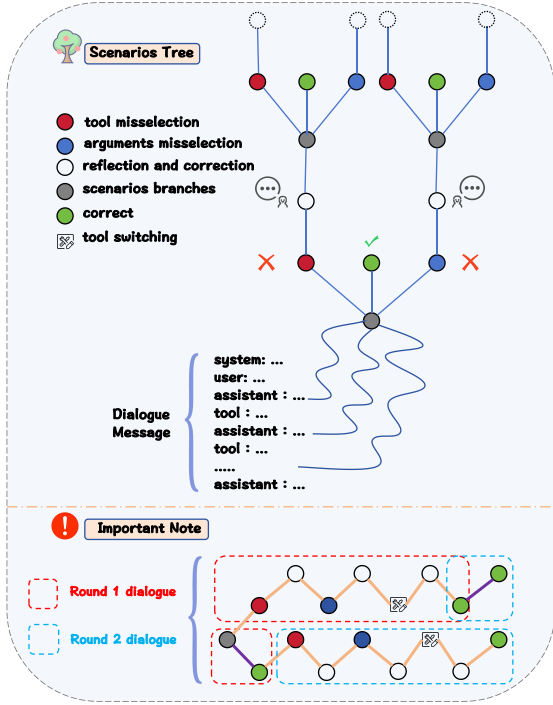 Scenarios Tree
tool misselection
arguments misselection
reflection and correction
scenarios branches
correct
tool switching
Dialogue
Message
system: ...
user: ...
assistant : ...
tool : ...
assistant : ...
tool : ...
.....
assistant : ...
Important Note
Round 1 dialogue
Round 2 dialogue